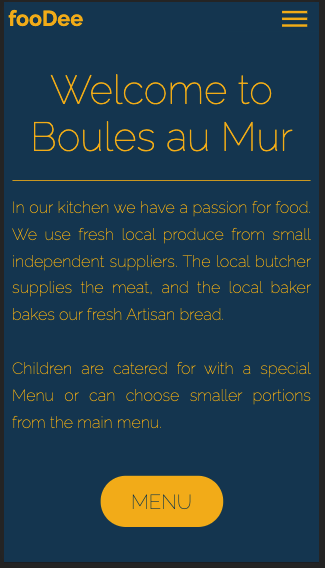 fooDee
Welcome to
Boules au Mur
In our kitchen we have a passion for food.
We use fresh local produce from small
independent suppliers. The local butcher
supplies the meat, and the local baker
bakes our fresh Artisan bread.
Children are catered for with a special
Menu or can choose smaller portions
from the main menu.
MENU